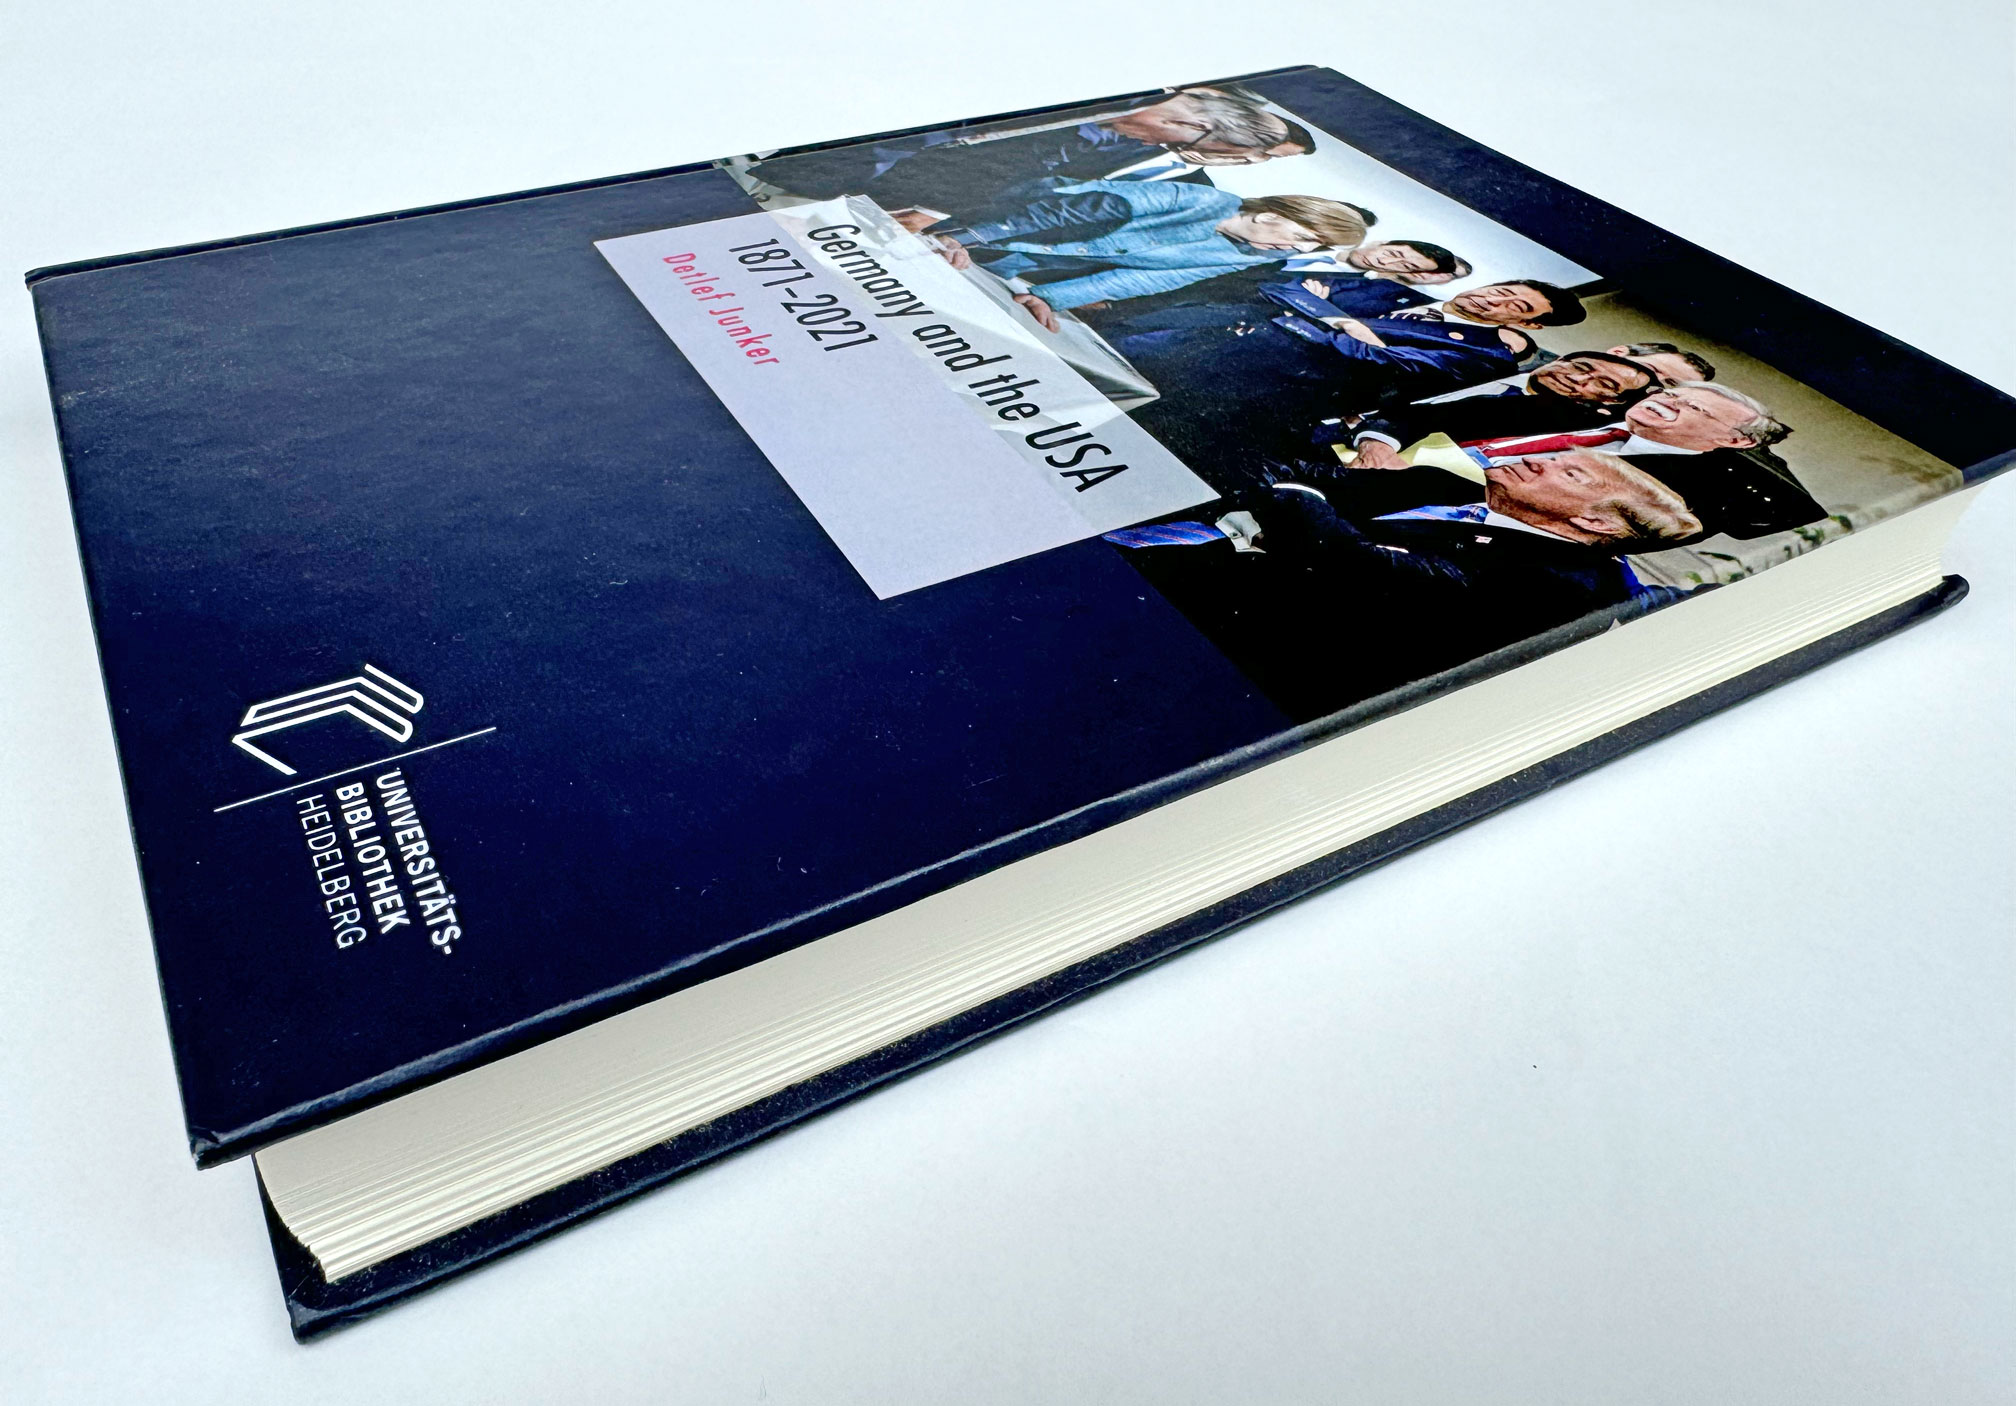 Germany and the USA
1871–2021
Detlef Junker
UNIVERSITÄTS-
BIBLIOTHEK
HEIDELBERG